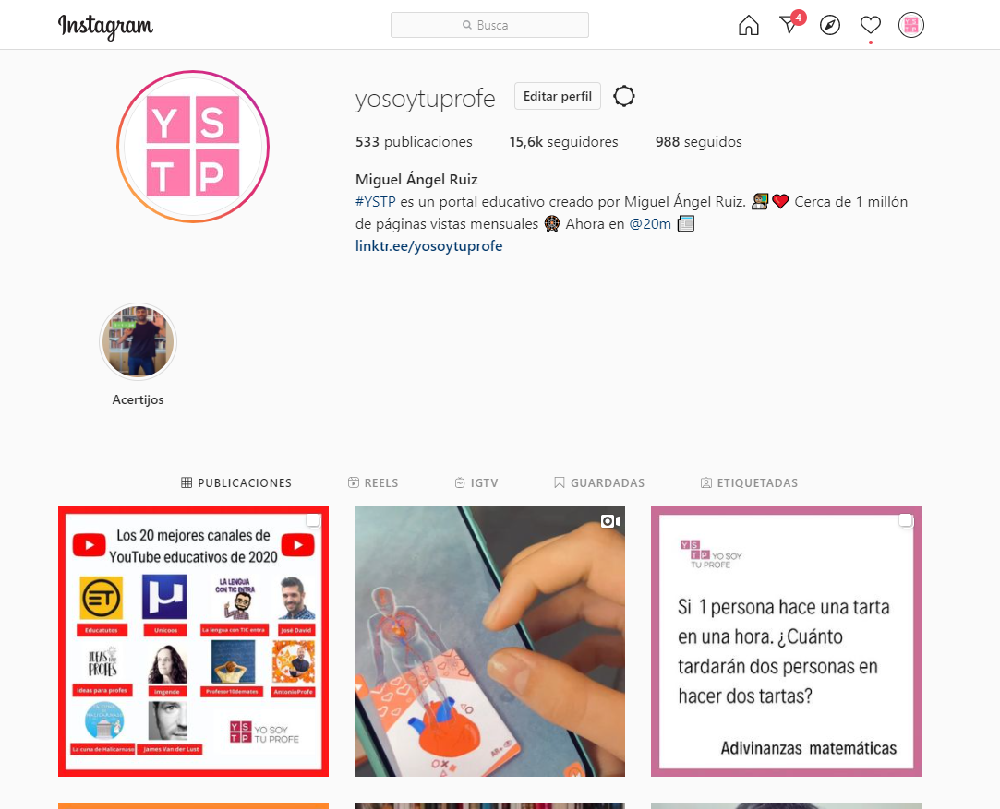 Instagram
Busca
4
Y S
T P
yosoytuprofe
Editar perfil
533 publicaciones
15,6k seguidores
988 seguidos
Miguel Ángel Ruiz
#YSTP es un portal educativo creado por Miguel Ángel Ruiz. Cerca de 1 millón
de páginas vistas mensuales Ahora en @20m
linktr.ee/yosoytuprofe
Acertijos
PUBLICACIONES
REELS
IGTV
GUARDADAS
ETIQUETADAS
Los 20 mejores canales de
YouTube educativos de 2020
ET
µ
LA LENGUA
CON TIC ENTRA
Educatutos
Unicoos
La lengua con TIC entra
José David
IDEAS
PROFES
Ideas para profes
Imgende
Profesor10demates
AntonioProfe
La cuna de Halicarnaso
James Van der Lust
Y S
T P
YO SOY
TU PROFE
AR+
Y S
T P
YO SOY
TU PROFE
Si 1 persona hace una tarta
en una hora. ¿Cuánto
tardarán dos personas en
hacer dos tartas?
Adivinanzas matemáticas